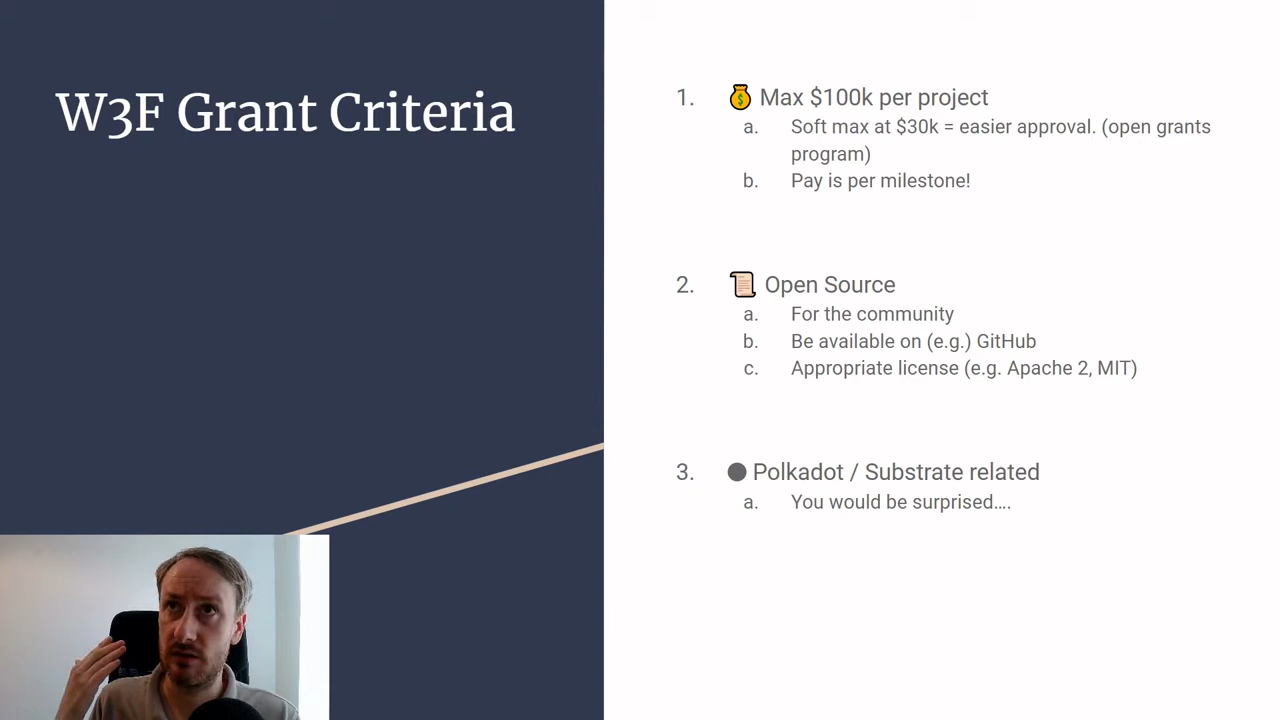 W3F Grant Criteria
1. 💰 Max $100k per project
a. Soft max at $30k = easier approval. (open grants
program)
b. Pay is per milestone!
2. 📜 Open Source
a. For the community
b. Be available on (e.g.) GitHub
c. Appropriate license (e.g. Apache 2, MIT)
3. ● Polkadot / Substrate related
a. You would be surprised....